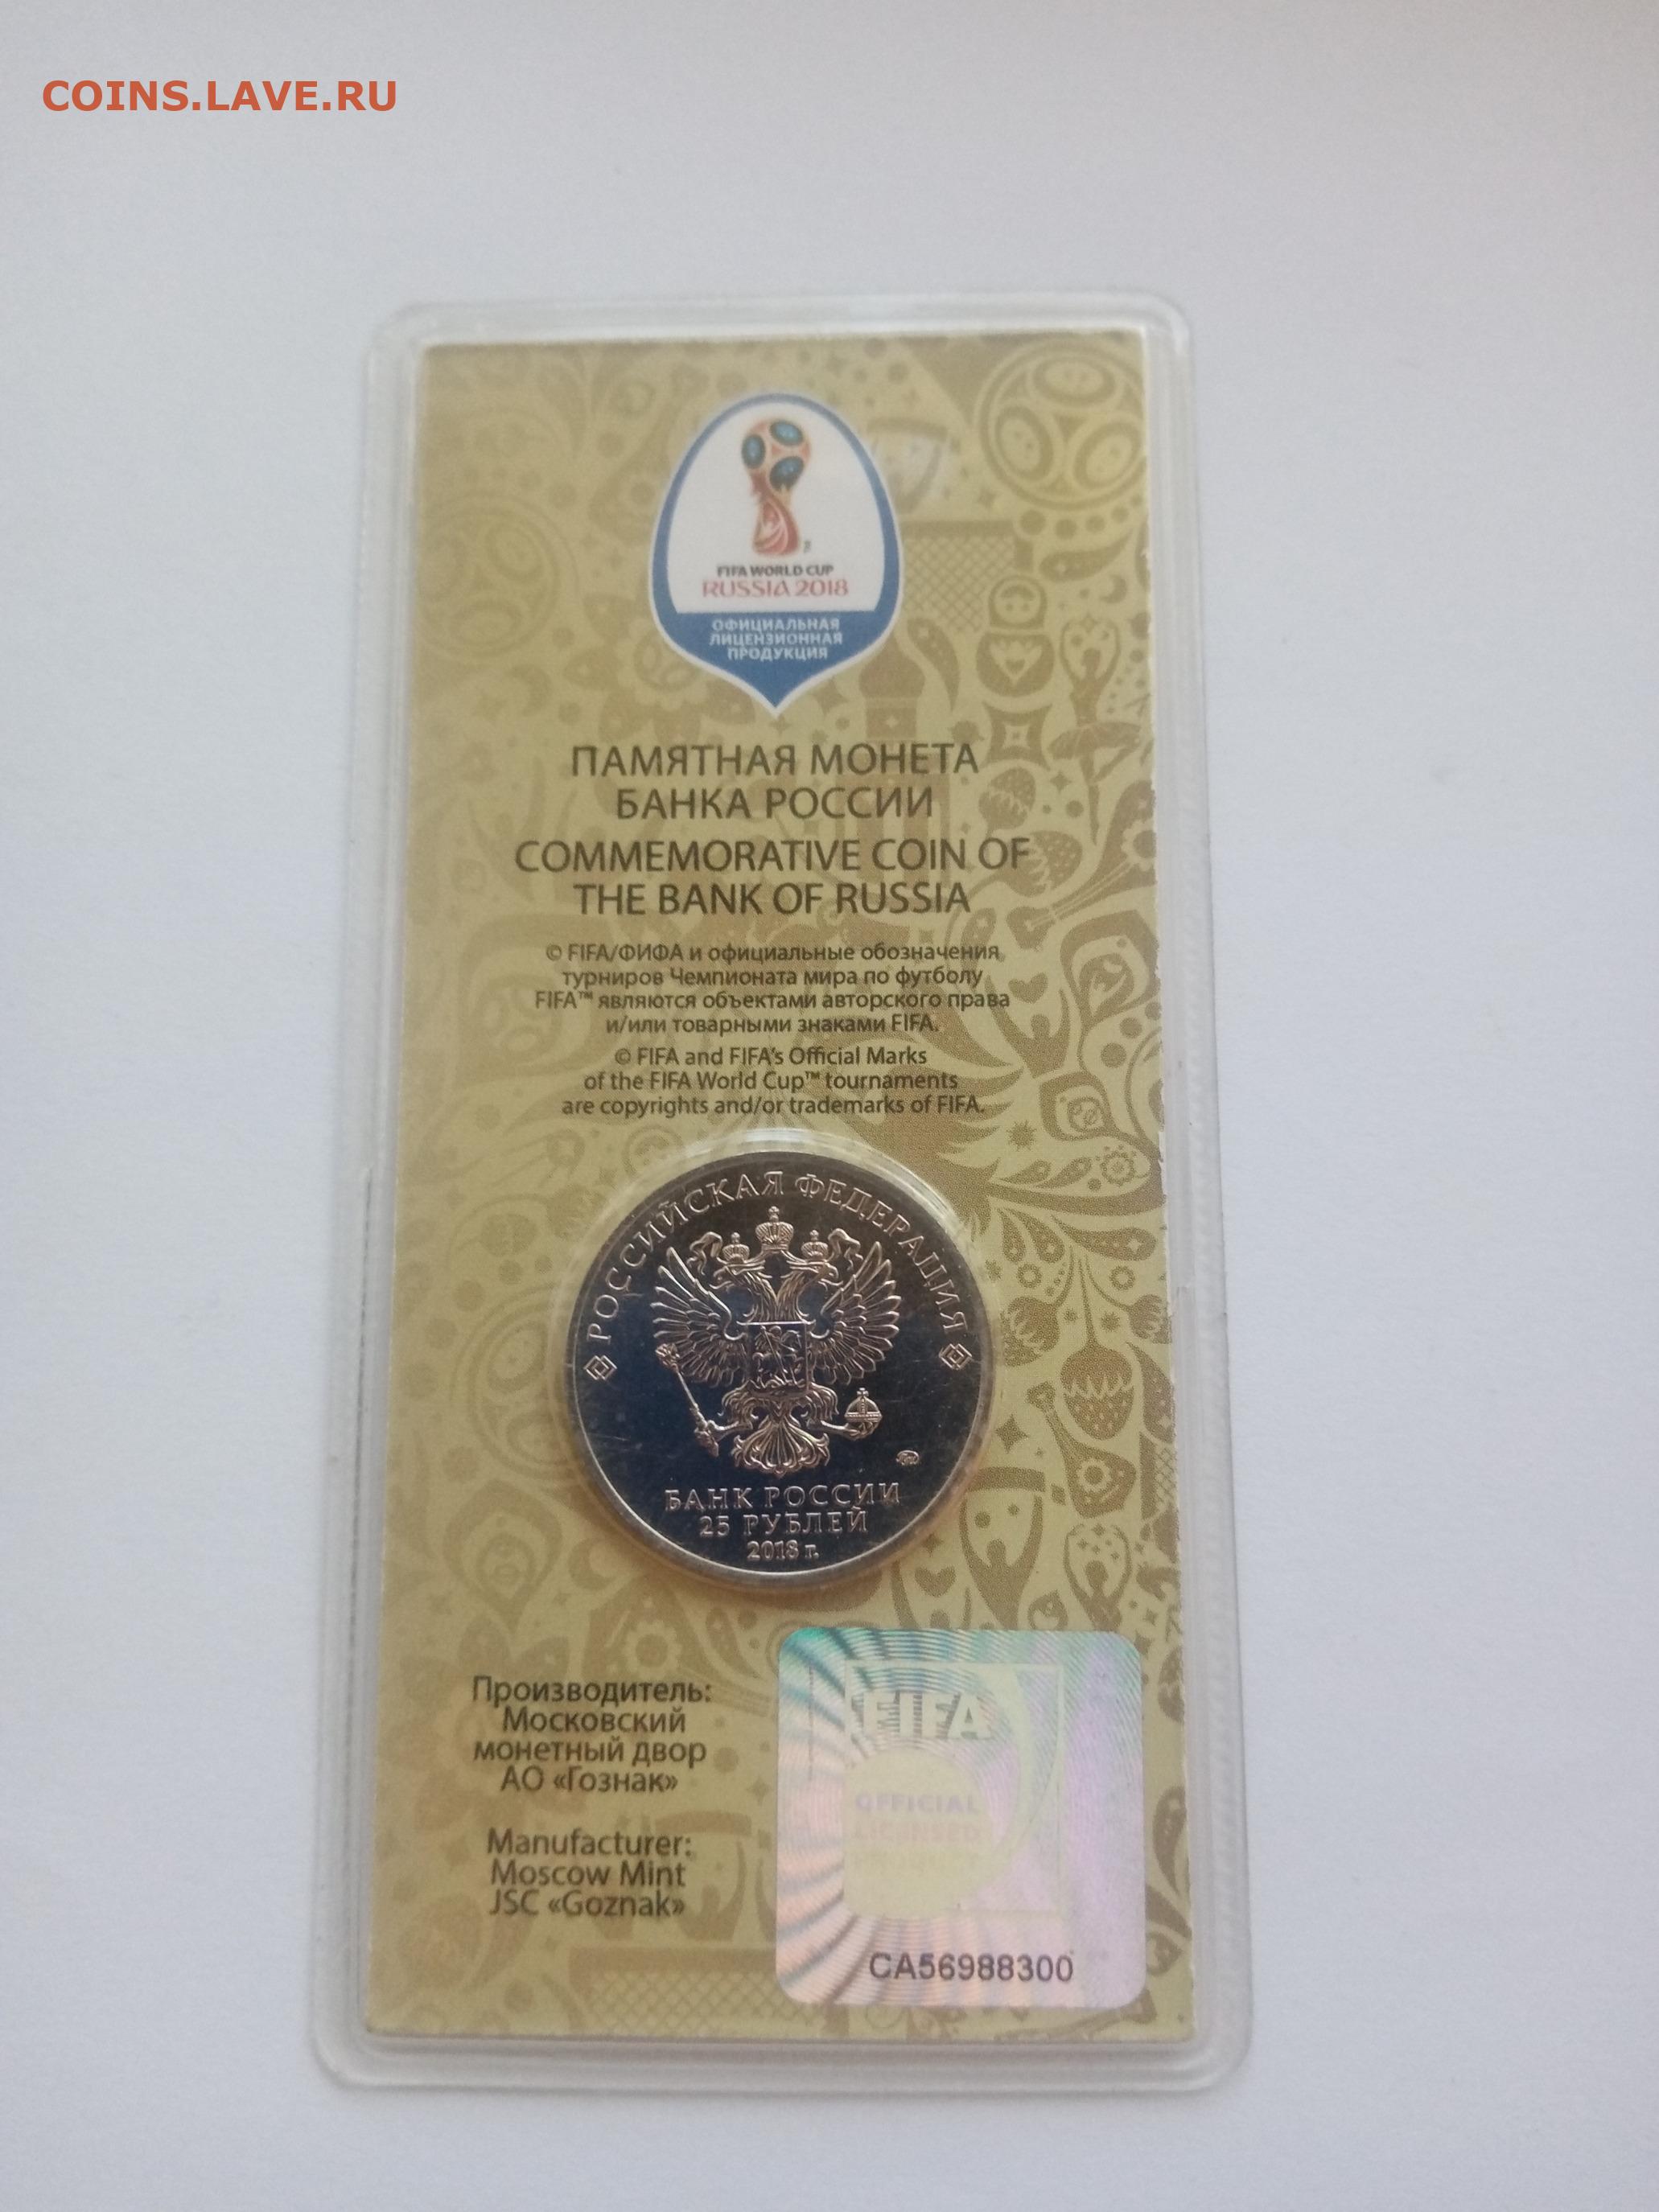 COINS.LAVE.RU
FIFA WORLD CUP
RUSSIA 2018
ОФИЦИАЛЬНАЯ
ЛИЦЕНЗИОННАЯ
ПРОДУКЦИЯ
ПАМЯТНАЯ МОНЕТА
БАНКА РОССИИ
COMMEMORATIVE COIN OF
THE BANK OF RUSSIA
© FIFA/ФИФА и официальные обозначения
турниров Чемпионата мира по футболу
FIFA™ являются объектами авторского права
и/или товарными знаками FIFA.
© FIFA and FIFA's Official Marks
of the FIFA World Cup™ tournaments
are copyrights and/or trademarks of FIFA.
РОССИЙСКАЯ ФЕДЕРАЦИЯ
БАНК РОССИИ
25 РУБЛЕЙ
2018 г.
Производитель:
Московский
монетный двор
АО «Гознак»
Manufacturer:
Moscow Mint
JSC «Goznak»
FIFA
OFFICIAL
LICENSED
CA56988300